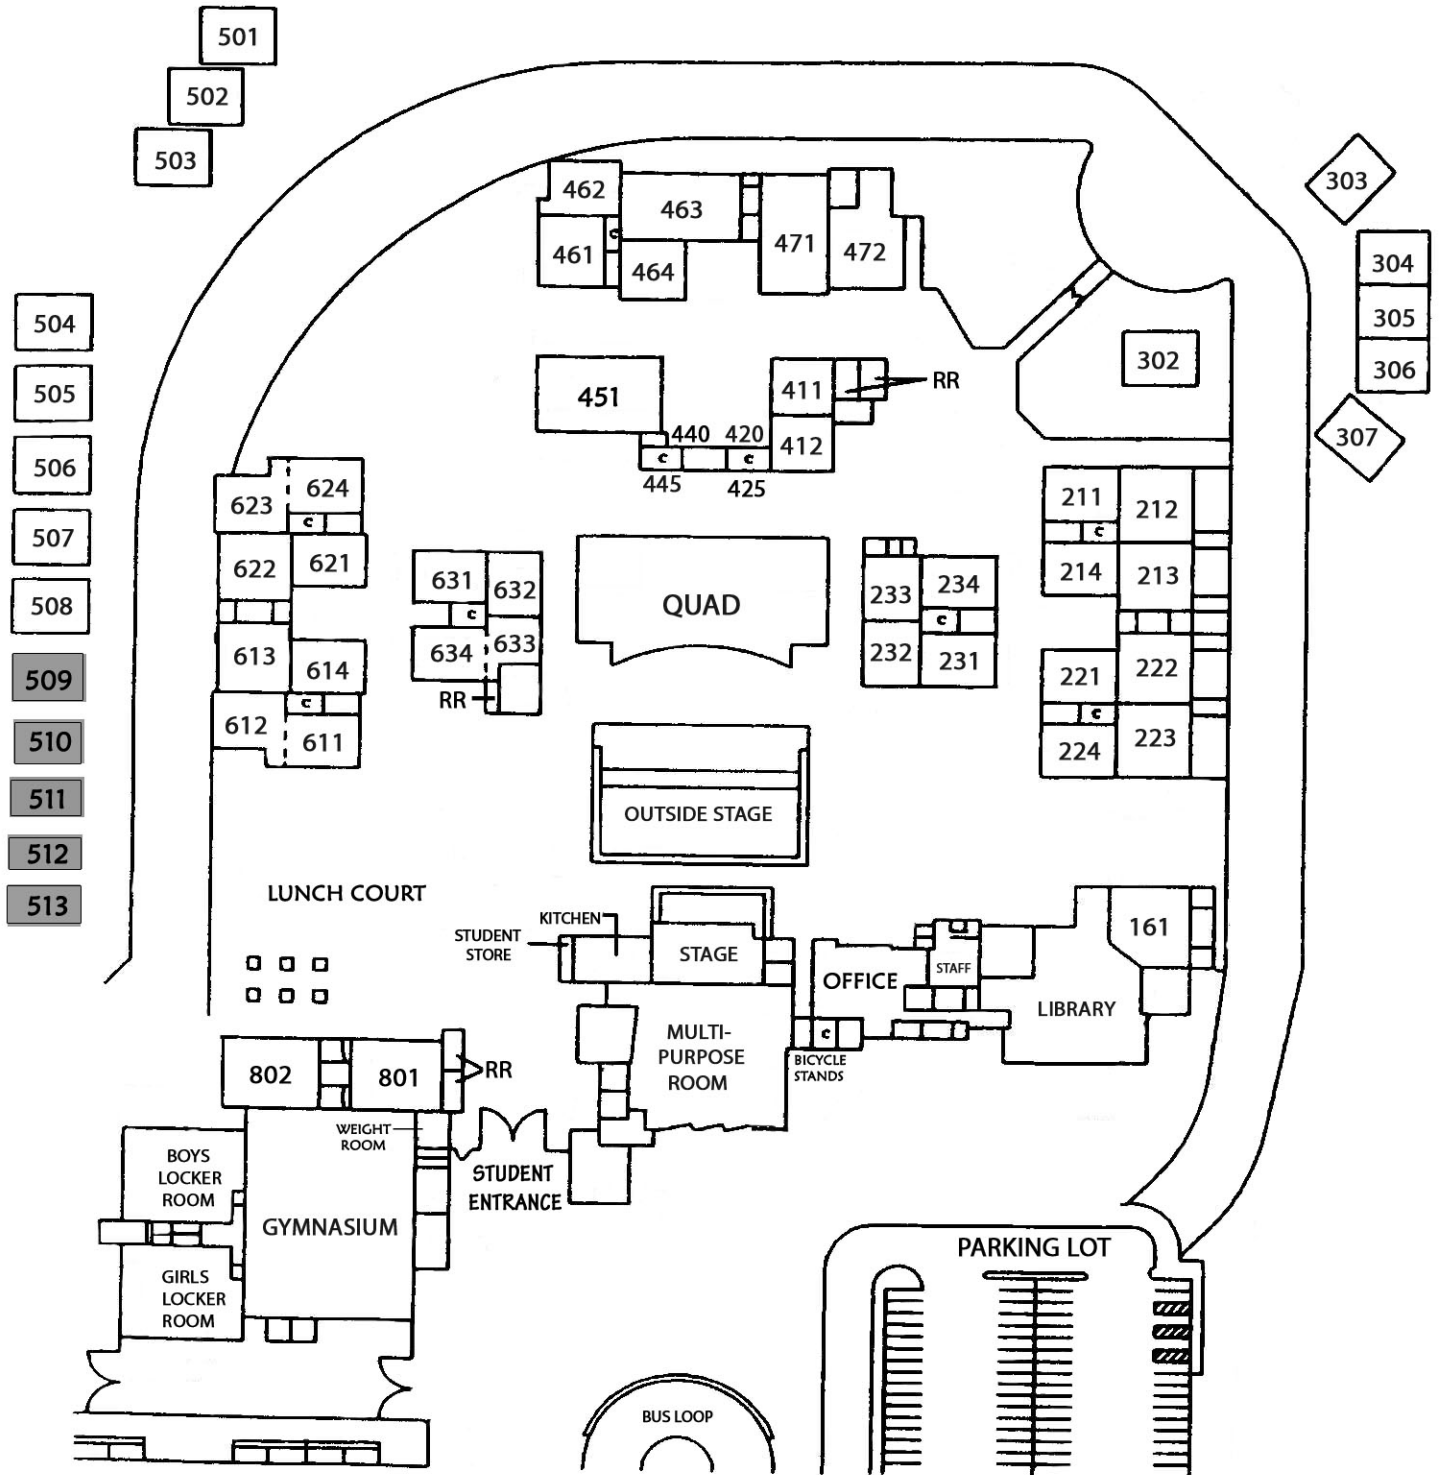 501
502
503
303
304
305
306
307
302
462
463
461
c
464
471
472
504
505
506
507
508
509
510
511
512
513
451
411
RR
412
440
420
c
c
445
425
623
624
c
622
621
613
614
c
612
611
631
632
c
634
633
RR
QUAD
233
234
c
232
231
211
212
c
214
213
221
222
c
224
223
OUTSIDE STAGE
LUNCH COURT
KITCHEN
STUDENT
STORE
STAGE
OFFICE
STAFF
161
LIBRARY
MULTI-
PURPOSE
ROOM
c
BICYCLE
STANDS
802
801
RR
WEIGHT
ROOM
BOYS
LOCKER
ROOM
STUDENT
ENTRANCE
GYMNASIUM
GIRLS
LOCKER
ROOM
PARKING LOT
BUS LOOP